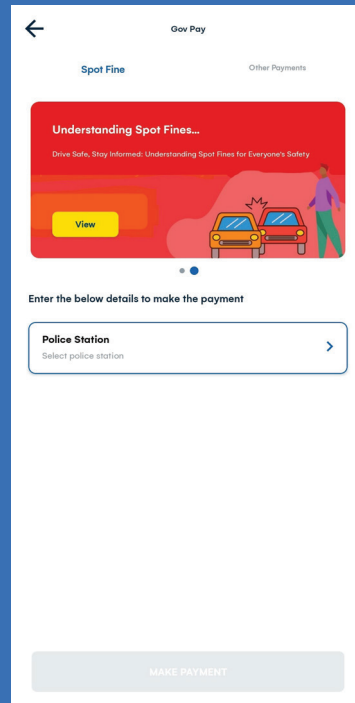 Gov Pay
Spot Fine
Other Payments
Understanding Spot Fines...
Drive Safe, Stay Informed: Understanding Spot Fines for Everyone's Safety
View
Enter the below details to make the payment
Police Station
Select police station
MAKE PAYMENT